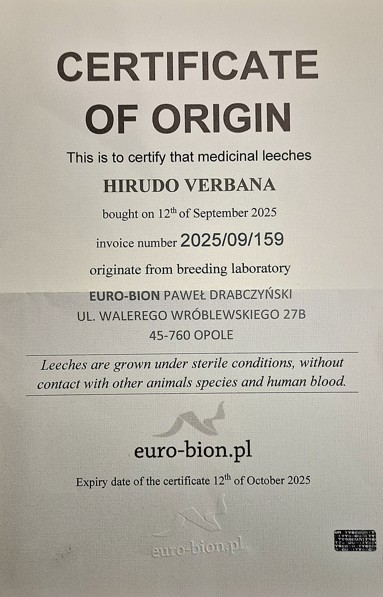 CERTIFICATE
OF ORIGIN
This is to certify that medicinal leeches
HIRUDO VERBANA
bought on 12th of September 2025
invoice number 2025/09/159
originate from breeding laboratory
EURO-BION PAWEŁ DRABCZYŃSKI
UL. WALEREGO WRÓBLEWSKIEGO 27B
45-760 OPOLE
Leeches are grown under sterile conditions, without
contact with other animals species and human blood.
euro-bion.pl
Expiry date of the certificate 12th of October 2025
euro-bion.pl